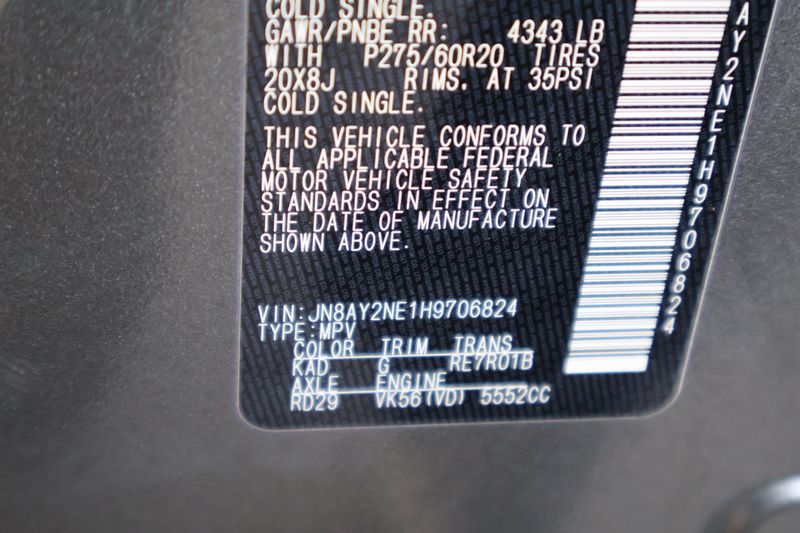 COLD SINGLE.
GAWR/PNBE RR: 4343 LB
WITH P275/60R20 TIRES
20X8J RIMS. AT 35PSI
COLD SINGLE.
THIS VEHICLE CONFORMS TO
ALL APPLICABLE FEDERAL
MOTOR VEHICLE SAFETY
STANDARDS IN EFFECT ON
THE DATE OF MANUFACTURE
SHOWN ABOVE.
VIN:JN8AY2NE1H9706824
TYPE:MPV
COLOR TRIM TRANS
KAD G RE7R01B
AXLE ENGINE
RD29 VK56(VD) 5552CC
AY2NE1H9706824